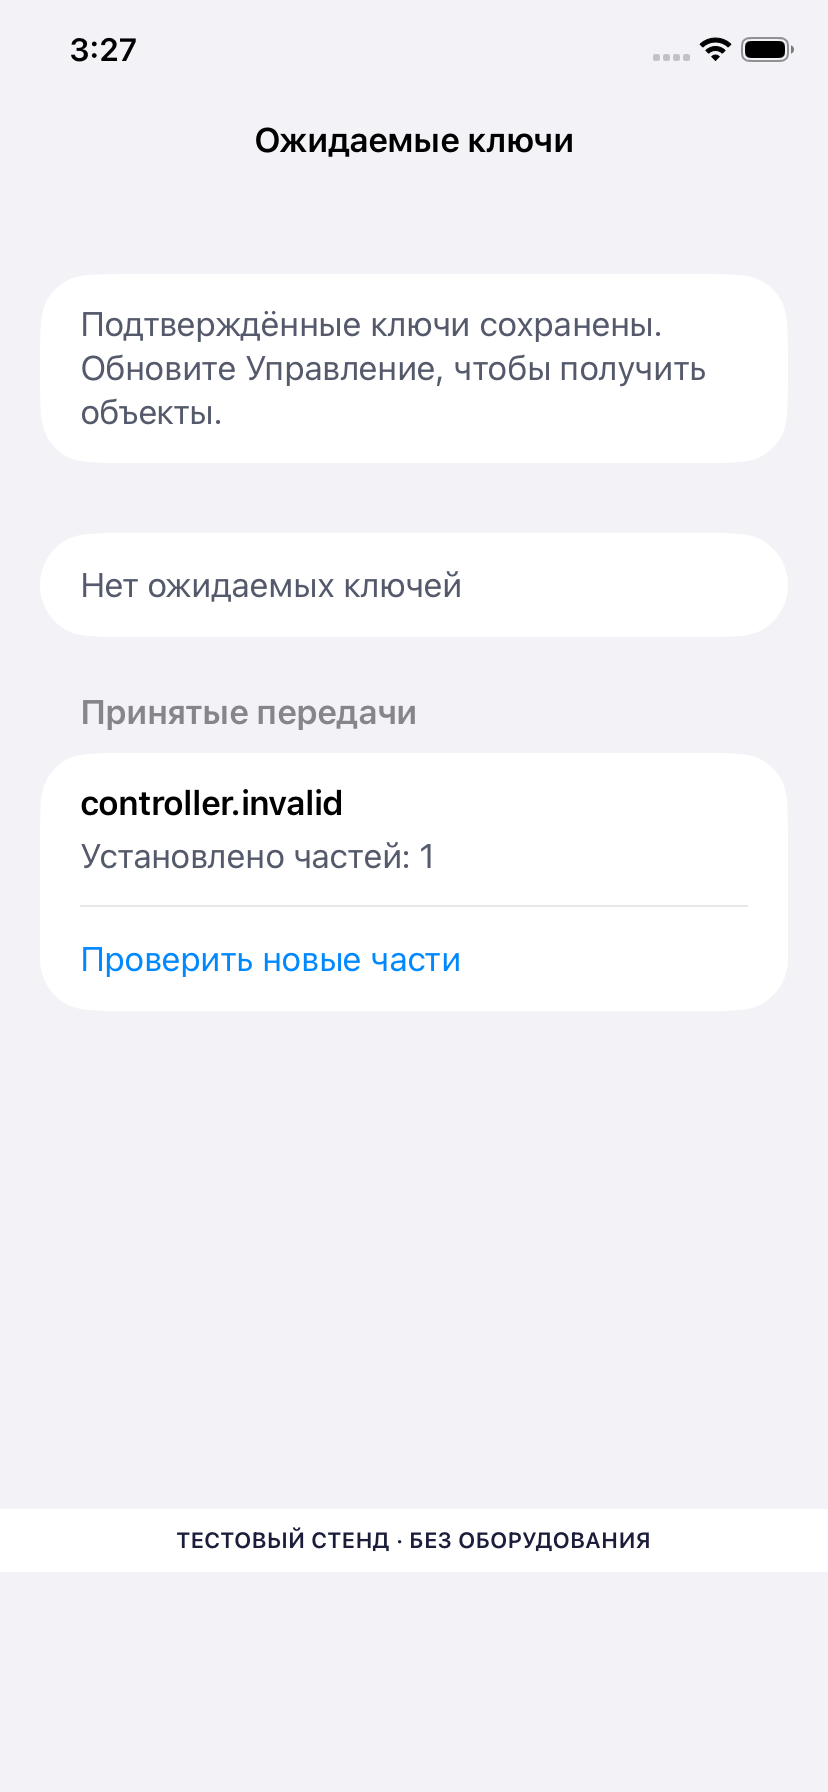 3:27
Ожидаемые ключи
Подтверждённые ключи сохранены.
Обновите Управление, чтобы получить
объекты.
Нет ожидаемых ключей
Принятые передачи
controller.invalid
Установлено частей: 1
Проверить новые части
ТЕСТОВЫЙ СТЕНД · БЕЗ ОБОРУДОВАНИЯ